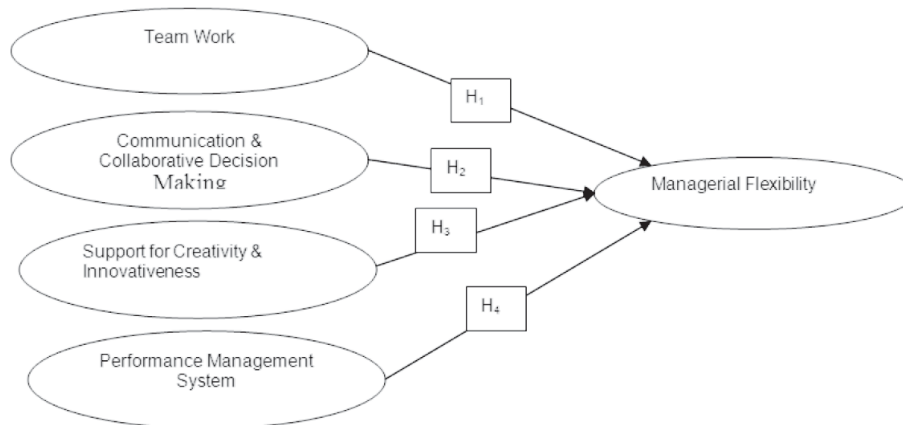 Team Work
H₁
Communication &
Collaborative Decision
Making
H₂
Managerial Flexibility
H₃
Support for Creativity &
Innovativeness
H₄
Performance Management
System